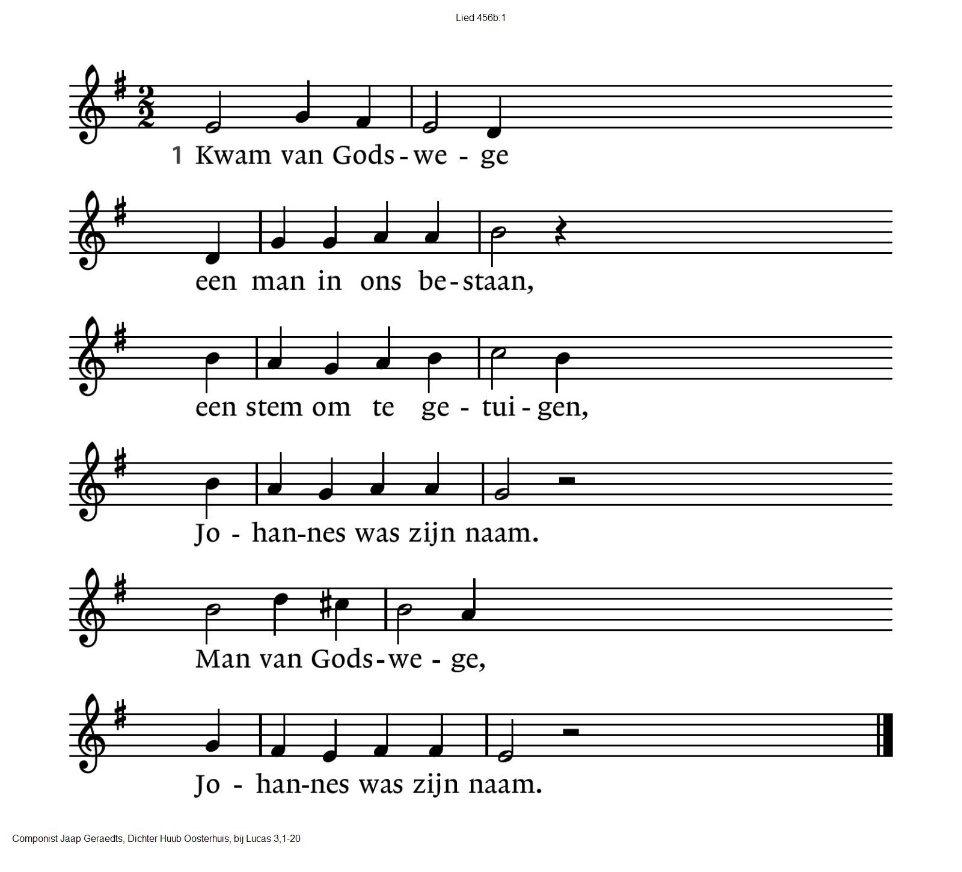 Lied 456b:1
1 Kwam van Gods-we - ge
een man in ons be-staan,
een stem om te ge - tui-gen,
Jo - han-nes was zijn naam.
Man van Gods-we - ge,
Jo - han-nes was zijn naam.
Componist Jaap Geraedts, Dichter Huub Oosterhuis, bij Lucas 3,1-20